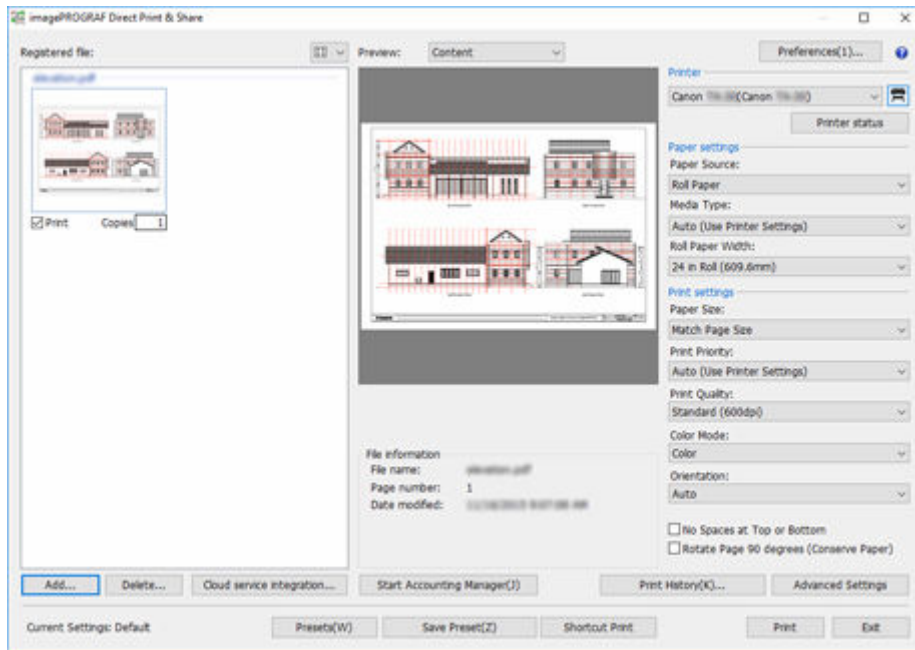 imagePROGRAF Direct Print & Share
Registered file:
Preview:
Content
Preferences(1)...
Printer
Canon (Canon )
Printer status
Paper settings
Paper Source:
Roll Paper
Media Type:
Auto (Use Printer Settings)
Roll Paper Width:
24 in Roll (609.6mm)
Print settings
Paper Size:
Match Page Size
Print Priority:
Auto (Use Printer Settings)
Print Quality:
Standard (600dpi)
Color Mode:
Color
Orientation:
Auto
No Spaces at Top or Bottom
Rotate Page 90 degrees (Conserve Paper)
Print Copies 1
File information
File name:
Page number: 1
Date modified:
Add...
Delete...
Cloud service integration...
Start Accounting Manager(J)
Print History(K)...
Advanced Settings
Current Settings: Default
Presets(W)
Save Preset(Z)
Shortcut Print
Print
Exit